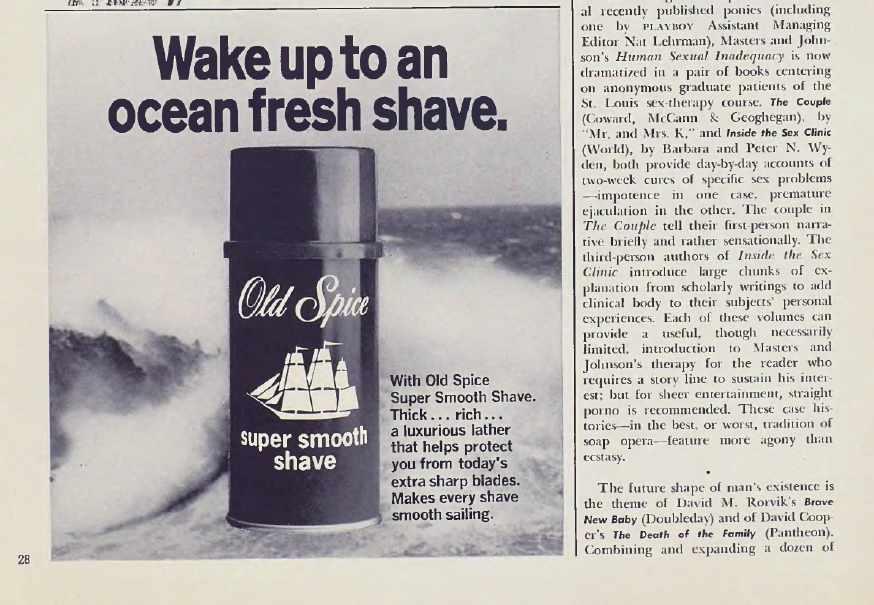 Wake up to an
ocean fresh shave.
Old Spice
super smooth
shave
With Old Spice
Super Smooth Shave.
Thick... rich...
a luxurious lather
that helps protect
you from today's
extra sharp blades.
Makes every shave
smooth sailing.
28
al recently published ponies (including
one by PLAYBOY Assistant Managing
Editor Nat Lehrman), Masters and John-
son's Human Sexual Inadequacy is now
dramatized in a pair of books centering
on anonymous graduate patients of the
St. Louis sex-therapy course. The Couple
(Coward, McCann & Geoghegan), by
"Mr. and Mrs. K," and Inside the Sex Clinic
(World), by Barbara and Peter N. Wy-
den, both provide day-by-day accounts of
two-week cures of specific sex problems
—impotence in one case, premature
ejaculation in the other. The couple in
The Couple tell their first-person narra-
tive briefly and rather sensationally. The
third-person authors of Inside the Sex
Clinic introduce large chunks of ex-
planation from scholarly writings to add
clinical body to their subjects' personal
experiences. Each of these volumes can
provide a useful, though necessarily
limited, introduction to Masters and
Johnson's therapy for the reader who
requires a story line to sustain his inter-
est; but for sheer entertainment, straight
porno is recommended. These case his-
tories—in the best, or worst, tradition of
soap opera—feature more agony than
ecstasy.
The future shape of man's existence is
the theme of David M. Rorvik's Brave
New Baby (Doubleday) and of David Coop-
er's The Death of the Family (Pantheon).
Combining and expanding a dozen of